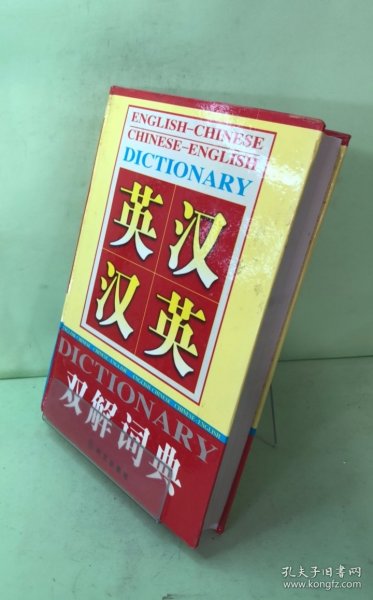 ENGLISH-CHINESE
CHINESE-ENGLISH
DICTIONARY
英汉
汉英
DICTIONARY
双解词典
孔夫子旧书网
www.kongfz.com